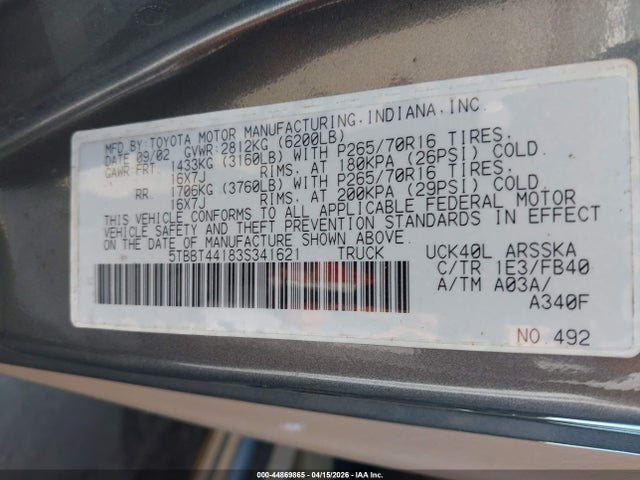 MFD.BY:TOYOTA MOTOR MANUFACTURING,INDIANA,INC.
DATE 09/02 GVWR:2812KG (6200LB)
GAWR:FRT 1433KG (3160LB) WITH P265/70R16 TIRES,
16X7J RIMS, AT 180KPA (26PSI) COLD.
RR 1706KG (3760LB) WITH P265/70R16 TIRES,
16X7J RIMS, AT 200KPA (29PSI) COLD.
THIS VEHICLE CONFORMS TO ALL APPLICABLE FEDERAL MOTOR
VEHICLE SAFETY AND THEFT PREVENTION STANDARDS IN EFFECT
ON THE DATE OF MANUFACTURE SHOWN ABOVE.
5TBBT44183S341621 TRUCK UCK40L ARSSKA
C/TR 1E3/FB40
A/TM A03A/
A340F
NO.492
0-44869865 - 04/15/2026 - IAA Inc.